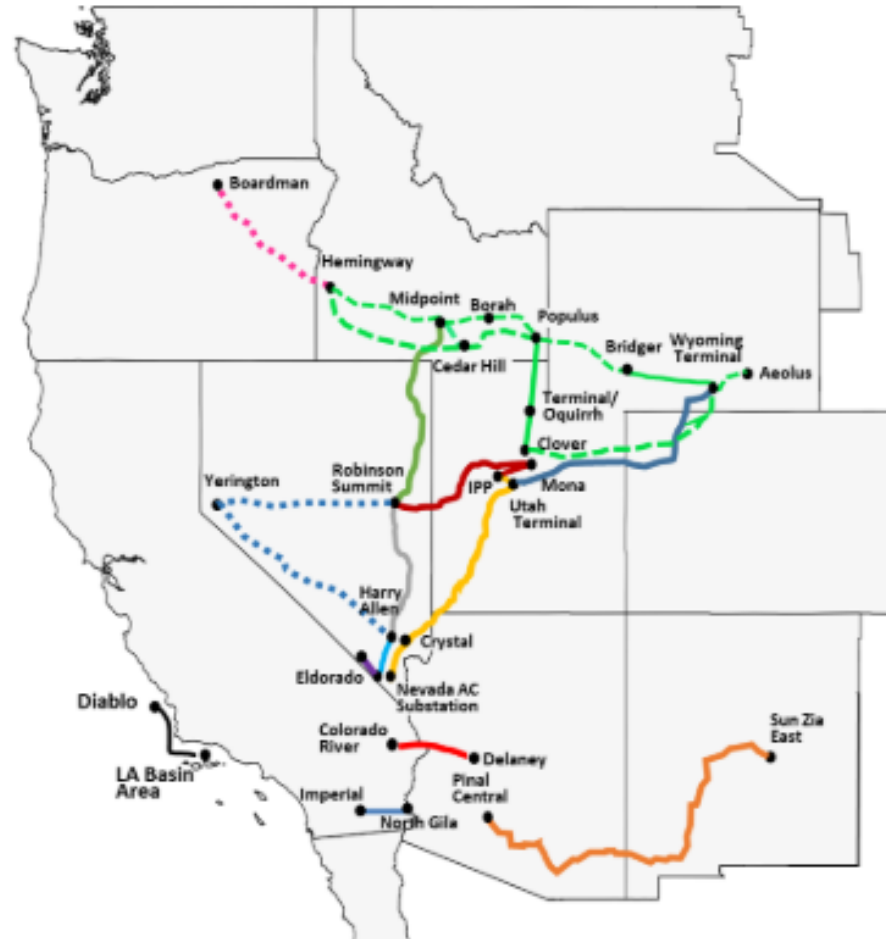 Boardman
Hemingway
Midpoint
Borah
Populus
Bridger
Wyoming
Terminal
Aeolus
Cedar Hill
Terminal/
Oquirrh
Clover
Yerington
Robinson
Summit
IPP
Mona
Utah
Terminal
Harry
Allen
Crystal
Eldorado
Nevada AC
Substation
Diablo
LA Basin
Area
Colorado
River
Delaney
Sun Zia
East
Pinal
Central
Imperial
North Gila